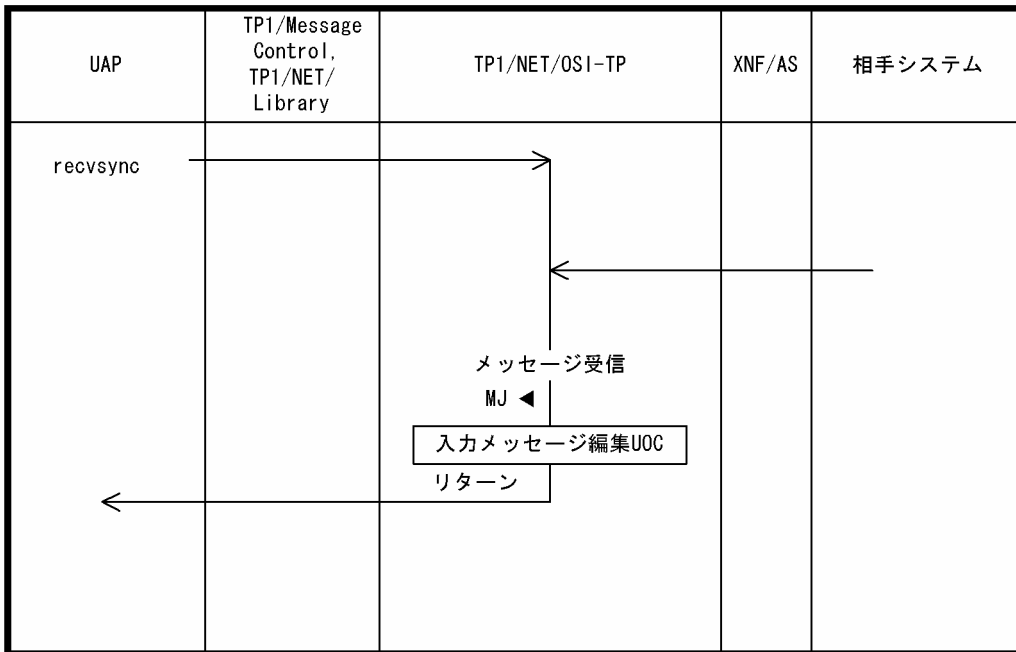 UAP
TP1/Message
Control,
TP1/NET/
Library
TP1/NET/OSI-TP
XNF/AS
相手システム
recvsync
メッセージ受信
MJ ◀
入力メッセージ編集UOC
リターン